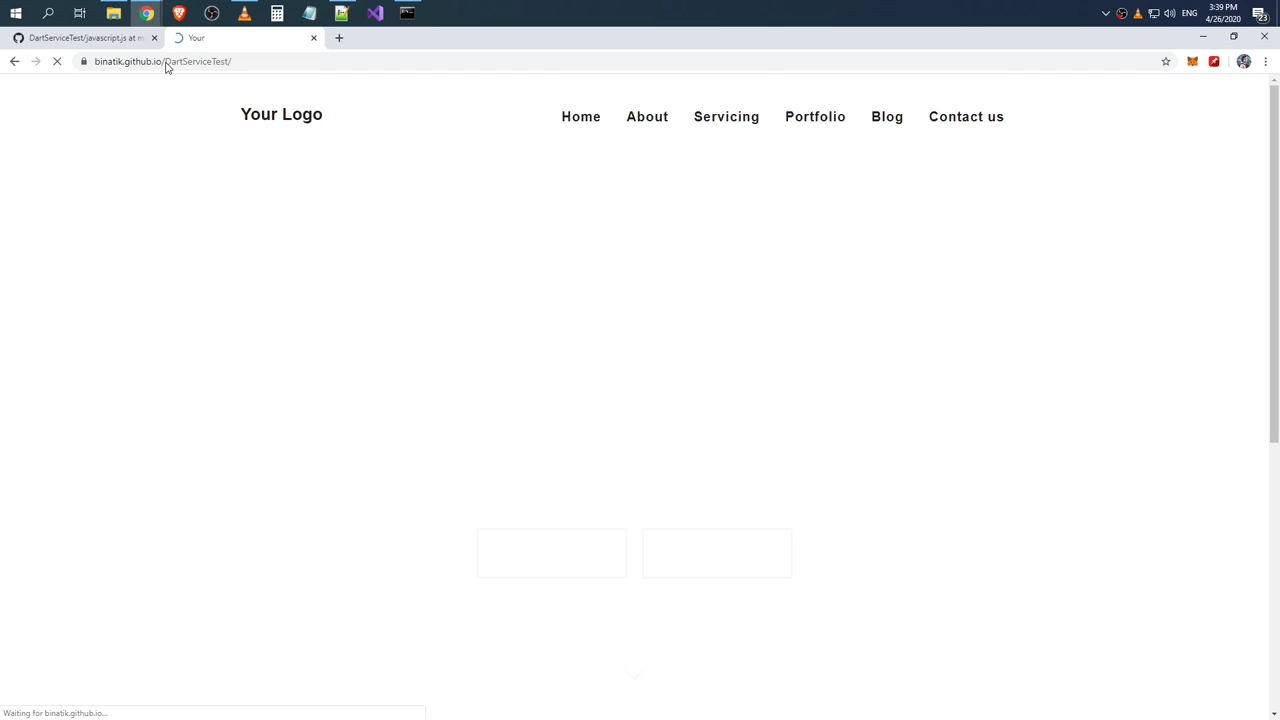 ENG
3:39 PM
4/26/2020
23
DartServiceTest/javascript.js at m
Your
binatik.github.io/DartServiceTest/
Your Logo
Home About Servicing Portfolio Blog Contact us
Waiting for binatik.github.io...